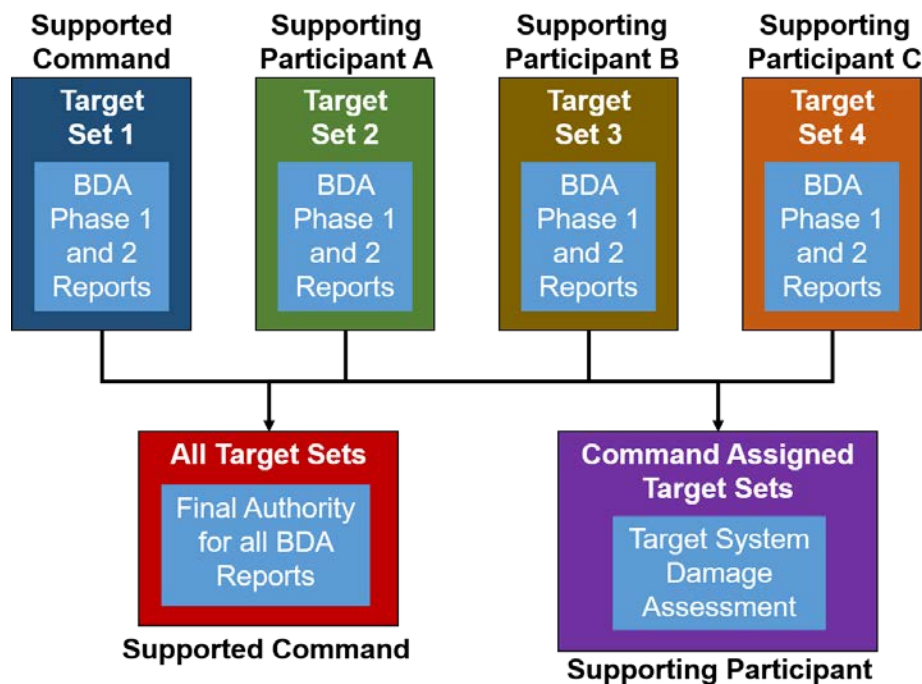 Supported
Command
Supporting
Participant A
Supporting
Participant B
Supporting
Participant C
Target
Set 1
BDA
Phase 1
and 2
Reports
Target
Set 2
BDA
Phase 1
and 2
Reports
Target
Set 3
BDA
Phase 1
and 2
Reports
Target
Set 4
BDA
Phase 1
and 2
Reports
All Target Sets
Final Authority
for all BDA
Reports
Supported Command
Command Assigned
Target Sets
Target System
Damage
Assessment
Supporting Participant